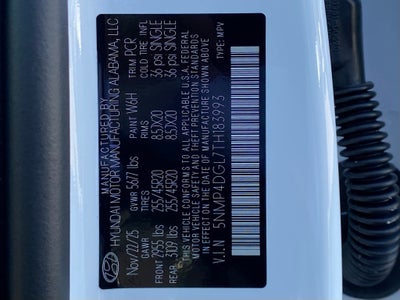 MANUFACTURED BY
HYUNDAI MOTOR MANUFACTURING ALABAMA, LLC
Nov/22/25 GVWR 5677 lbs PAINT W6H TRIM PCR
GAWR TIRES RIMS COLD TIRE INFL
FRONT 2955 lbs 255/45R20 8.5JX20 36 psi SINGLE
REAR 3109 lbs 255/45R20 8.5JX20 36 psi SINGLE
THIS VEHICLE CONFORMS TO ALL APPLICABLE U.S. FEDERAL
MOTOR VEHICLE SAFETY AND THEFT PREVENTION STANDARDS
IN EFFECT ON THE DATE OF MANUFACTURE SHOWN ABOVE
V.I.N 5NMP4DGL7TH183993 TYPE: MPV